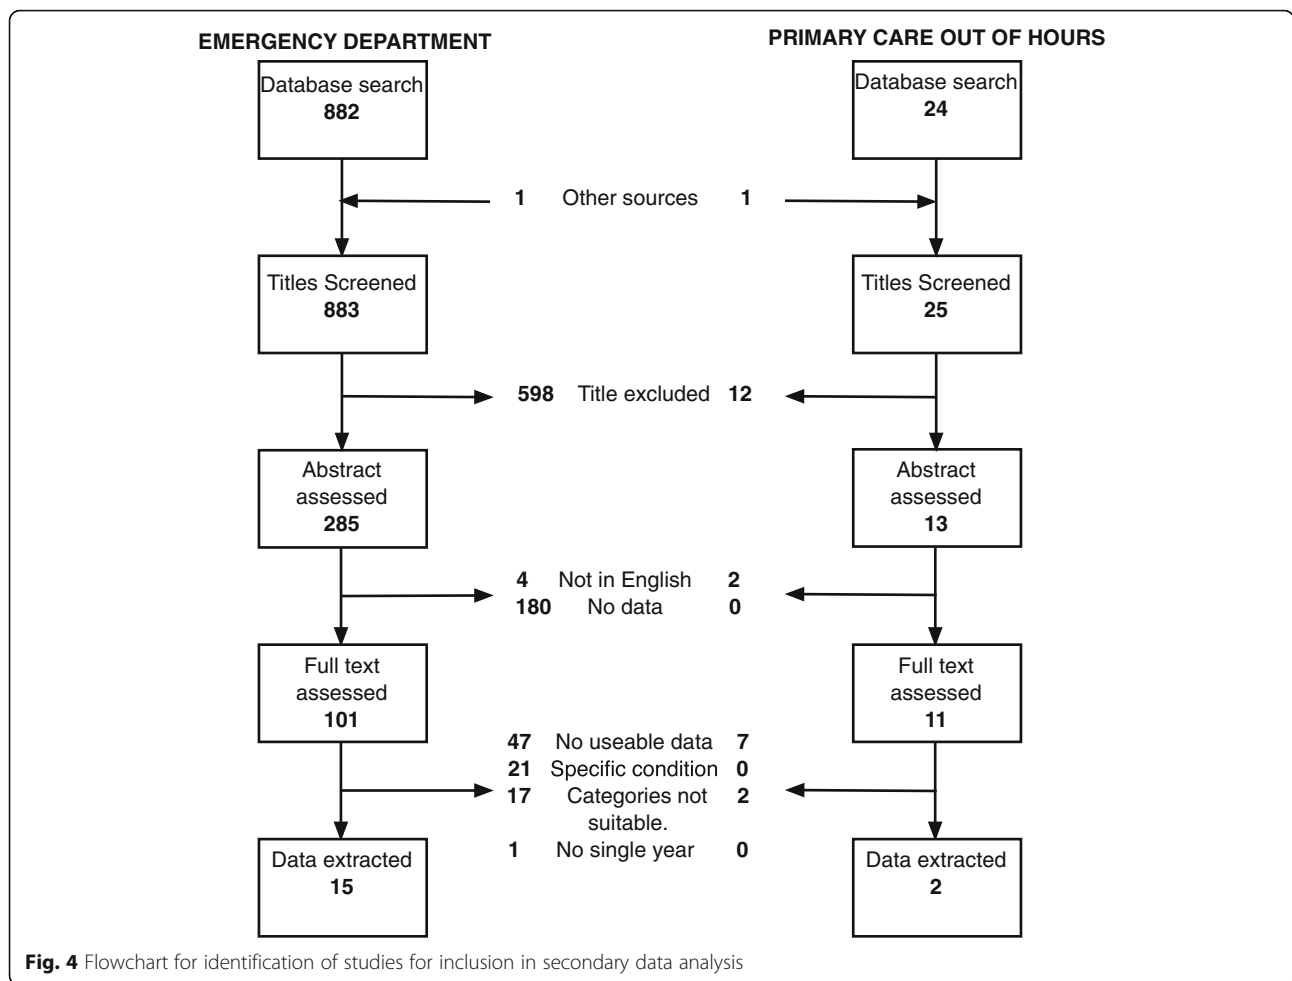 EMERGENCY DEPARTMENT
PRIMARY CARE OUT OF HOURS
Database search
882
Database search
24
1 Other sources 1
Titles Screened
883
Titles Screened
25
598 Title excluded 12
Abstract
assessed
285
Abstract
assessed
13
4 Not in English 2
180 No data 0
Full text
assessed
101
Full text
assessed
11
47 No useable data 7
21 Specific condition 0
17 Categories not 2
suitable.
1 No single year 0
Data extracted
15
Data extracted
2
Fig. 4 Flowchart for identification of studies for inclusion in secondary data analysis